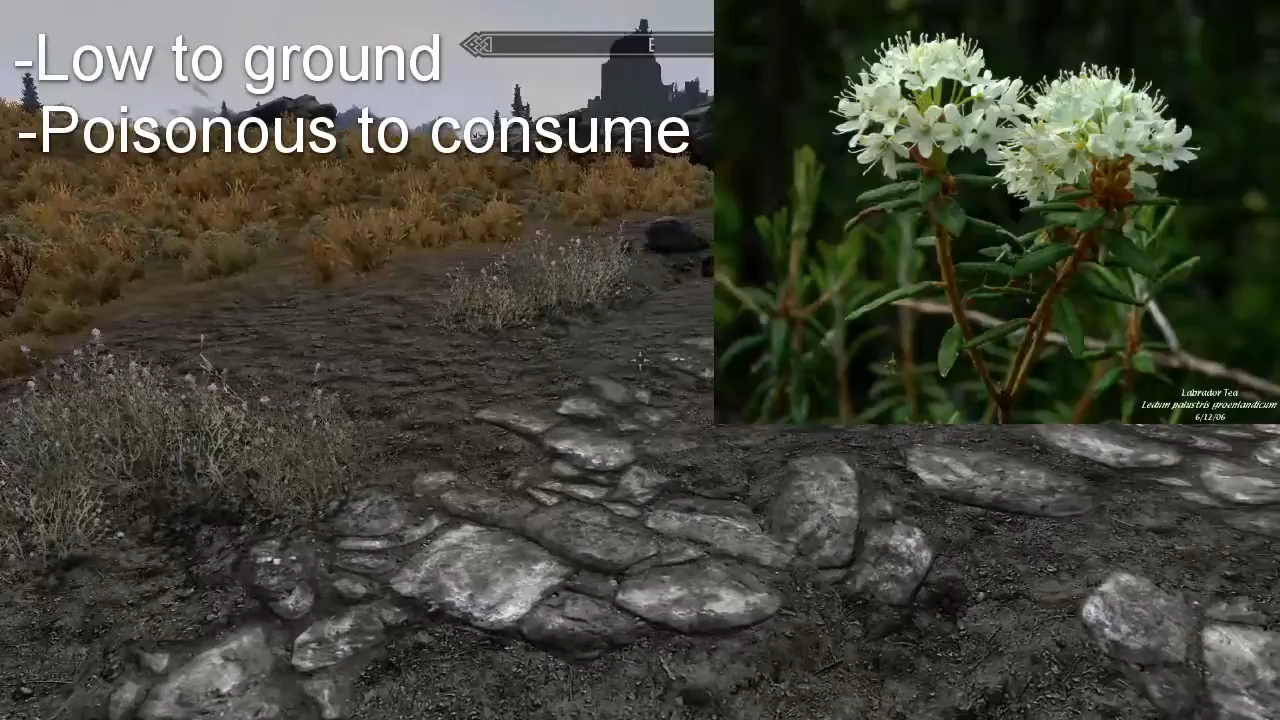 -Low to ground
-Poisonous to consume
E
Labrador Tea
Ledum palustris groenlandicum
6/12/06